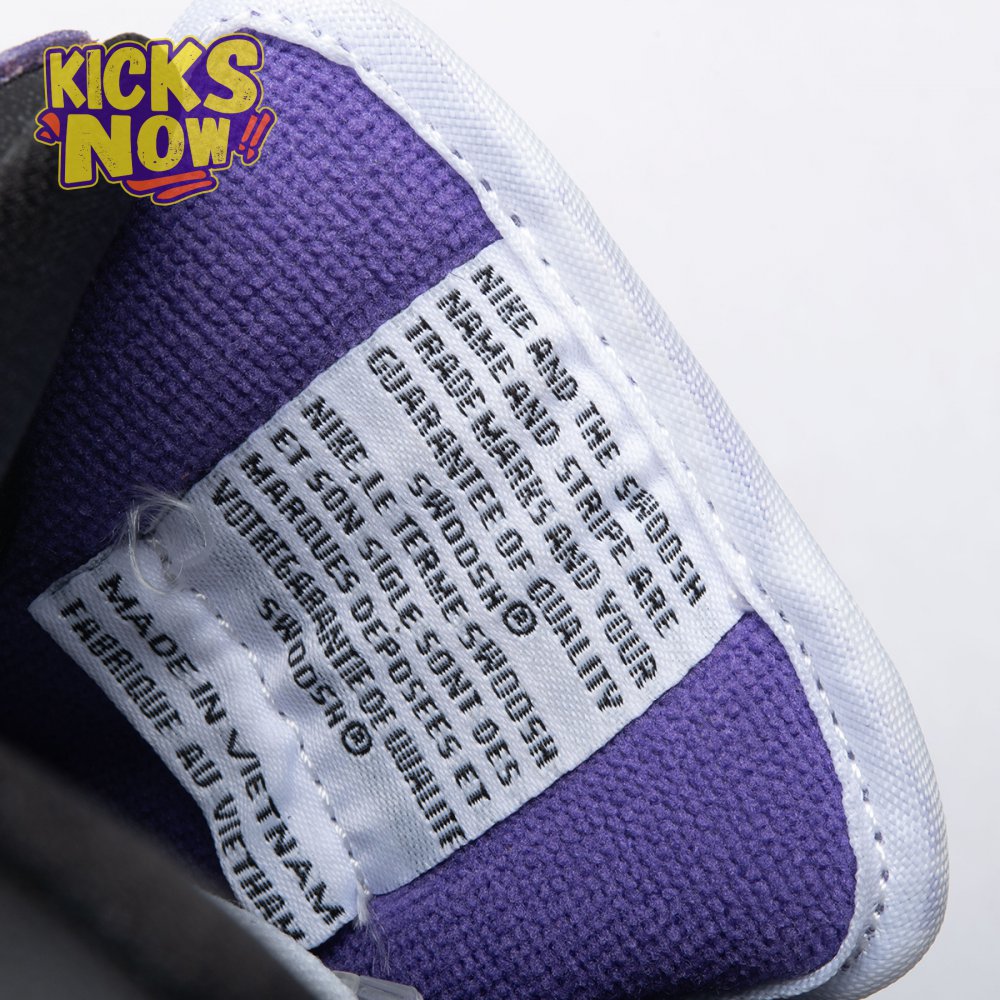 KICKS
NOW!!
NIKE AND THE SWOOSH
NAME AND STRIPE ARE
TRADEMARKS AND YOUR
GUARANTEE OF QUALITY
SWOOSH®
NIKE, LE TERME SWOOSH
ET SON SIGLE SONT DES
MARQUES DEPOSEES ET
VOTREGARANTIE DE QUALITE
SWOOSH®
MADE IN VIETNAM
FABRIQUE AU VIETNAM